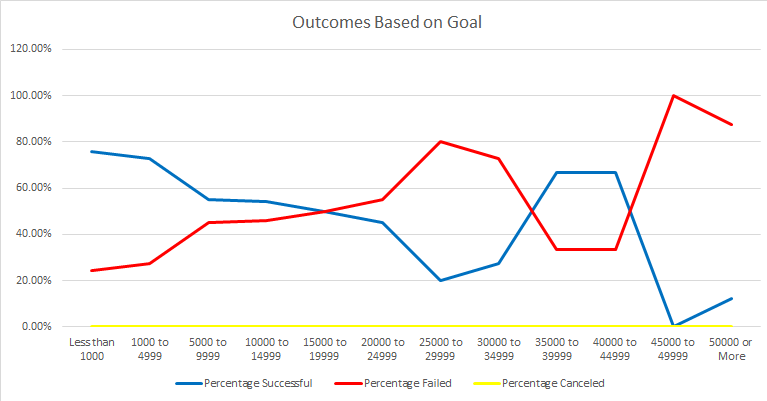 Outcomes Based on Goal
120.00%
100.00%
80.00%
60.00%
40.00%
20.00%
0.00%
Less than 1000
1000 to 4999
5000 to 9999
10000 to 14999
15000 to 19999
20000 to 24999
25000 to 29999
30000 to 34999
35000 to 39999
40000 to 44999
45000 to 49999
50000 or More
Percentage Successful
Percentage Failed
Percentage Canceled